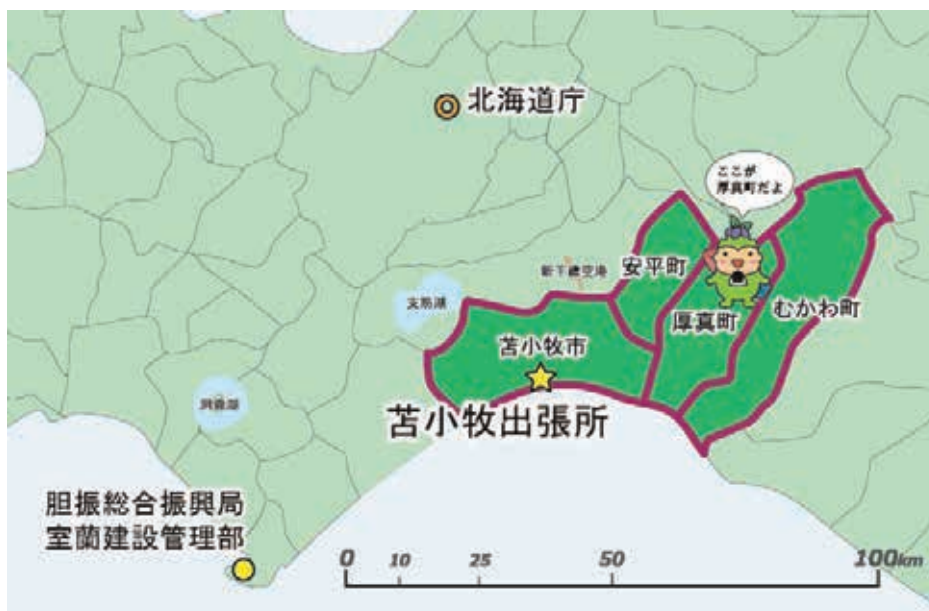 北海道庁
ここが
厚真町だよ
新千歳空港
安平町
支笏湖
厚真町
むかわ町
苫小牧市
洞爺湖
苫小牧出張所
胆振総合振興局
室蘭建設管理部
0 10 25 50 100km